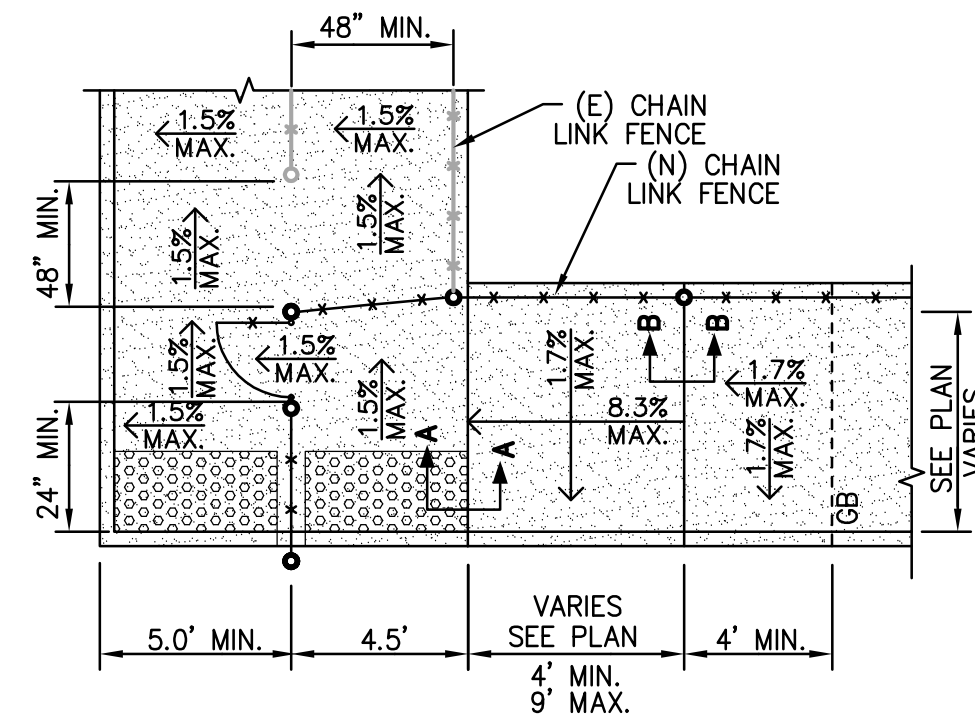 48" MIN.
(E) CHAIN
LINK FENCE
(N) CHAIN
LINK FENCE
1.5%
MAX.
1.5%
MAX.
48" MIN.
1.5%
MAX.
1.5%
MAX.
1.5%
MAX.
1.5%
MAX.
1.5%
MAX.
1.5%
MAX.
24" MIN.
A
A
B
B
1.7%
MAX.
8.3%
MAX.
1.7%
MAX.
1.7%
MAX.
GB
SEE PLAN
VARIES
5.0' MIN.
4.5'
VARIES
SEE PLAN
4' MIN.
9' MAX.
4' MIN.